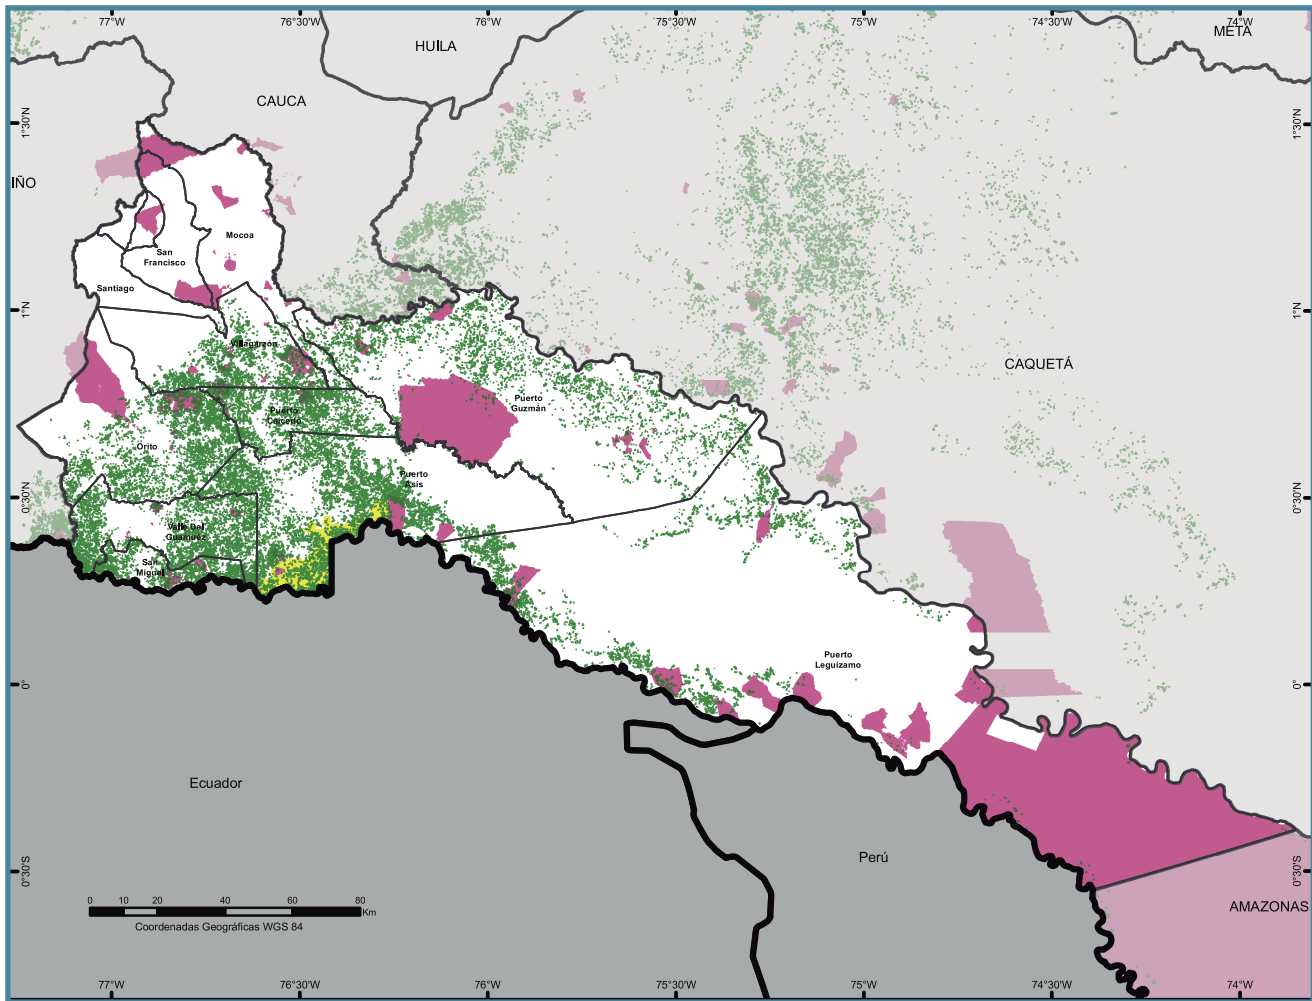 76°30'W
76°W
75°30'W
75°W
74°30'W
74°W
HUILA
META
CAUCA
1°30'N
1°30'N
IÑO
Mocoa
San
Francisco
Santiago
1°N
1°N
Villagarzón
CAQUETÁ
Puerto
Guzmán
Puerto
Caicedo
Orito
Puerto
Asís
0°30'N
0°30'N
Valle Del
Guamuez
San
Miguel
Puerto
Leguízamo
0°
0°
Ecuador
Perú
0°30'S
0°30'S
AMAZONAS
0 10 20 40 60 80
Km
Coordenadas Geográficas WGS 84
77°W
76°30'W
76°W
75°30'W
75°W
74°30'W
74°W